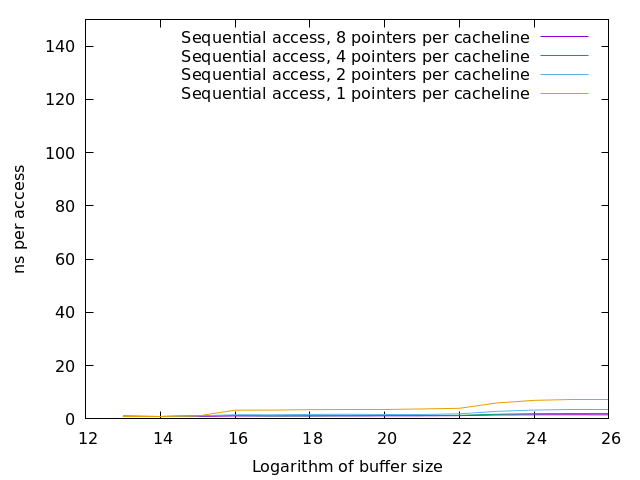 Sequential access, 8 pointers per cacheline
Sequential access, 4 pointers per cacheline
Sequential access, 2 pointers per cacheline
Sequential access, 1 pointers per cacheline
140
120
100
80
60
40
20
0
ns per access
12 14 16 18 20 22 24 26
Logarithm of buffer size